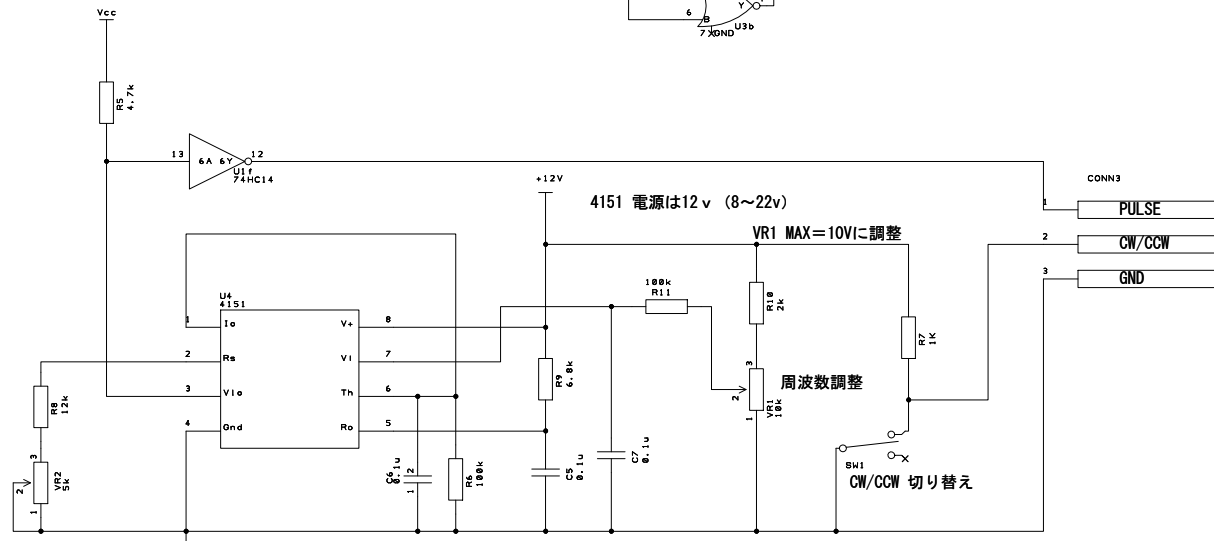 Vcc
6
B
Y
U3b
7
GND
R5
4.7k
13
6A 6Y
12
U1f
74HC14
+12V
4151 電源は12v (8～22v)
VR1 MAX＝10Vに調整
CONN3
1
PULSE
2
CW/CCW
3
GND
100k
R11
R10
2k
R7
1K
U4
4151
1
Io
V+
8
2
Rs
VI
7
3
VIo
Th
6
4
Gnd
Ro
5
R9
6.8k
3
2
1
VR1
10k
周波数調整
R8
12k
3
2
1
VR2
5k
C6
0.1u
2
1
R6
100k
C5
0.1u
C7
0.1u
SW1
CW/CCW 切り替え